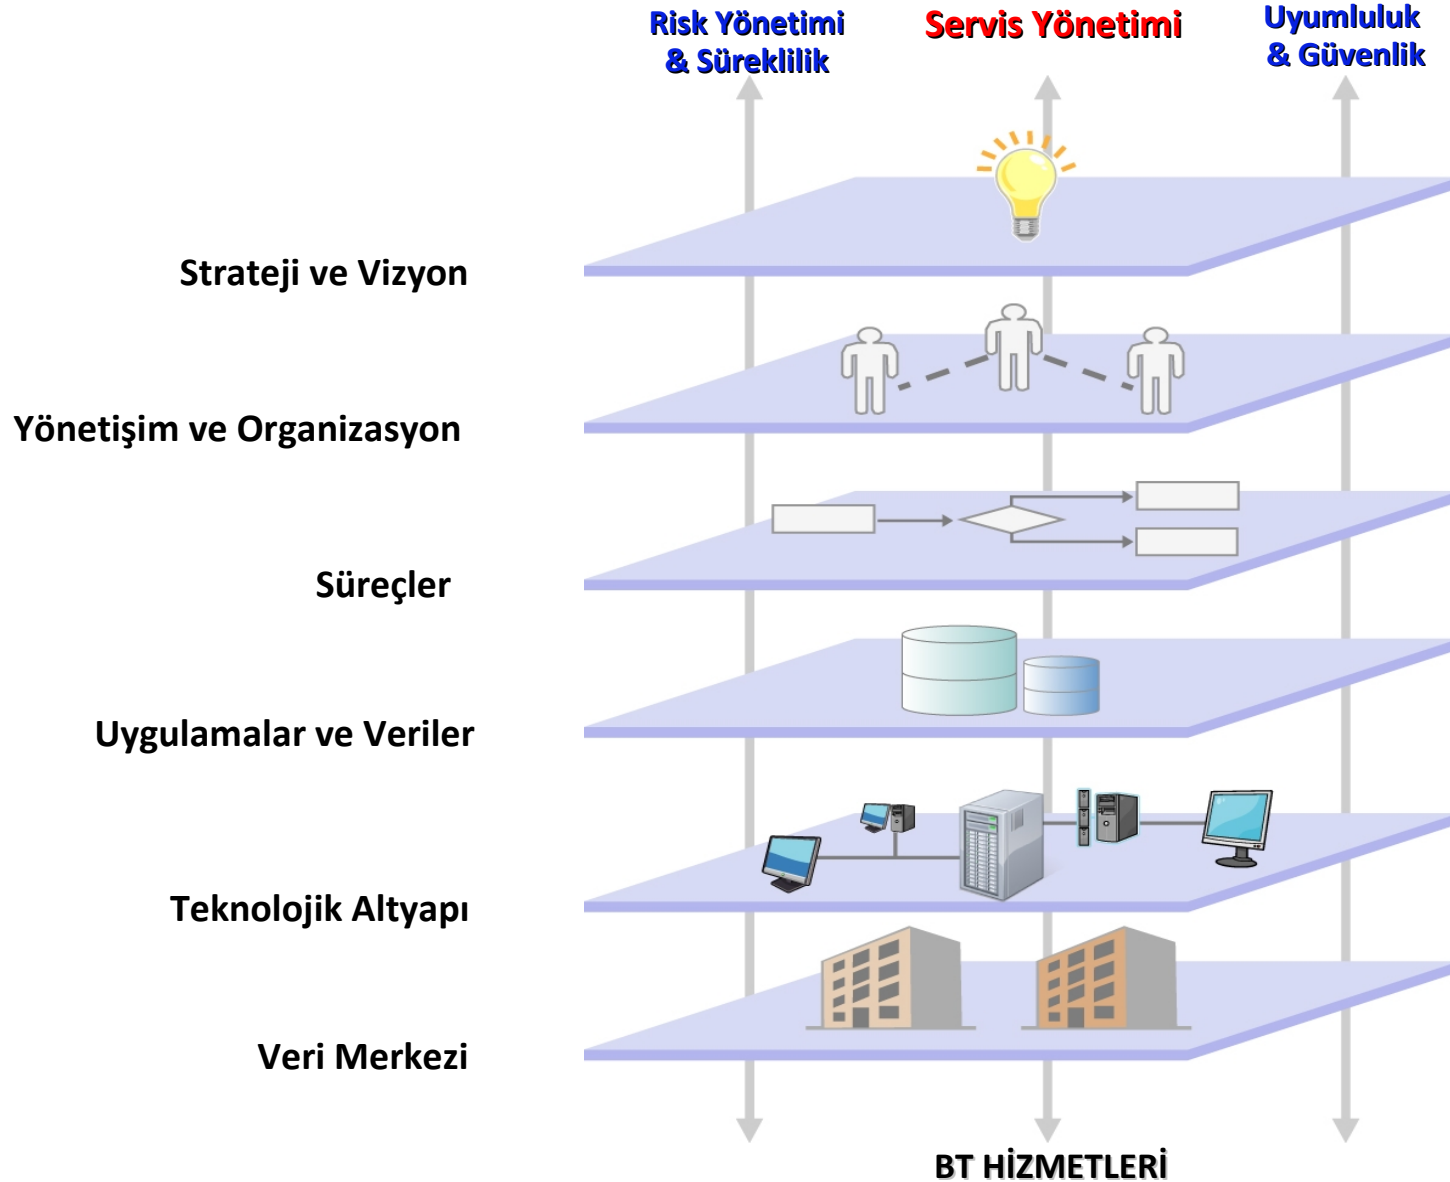 Risk Yönetimi
& Süreklilik
Servis Yönetimi
Uyumluluk
& Güvenlik
Strateji ve Vizyon
Yönetişim ve Organizasyon
Süreçler
Uygulamalar ve Veriler
Teknolojik Altyapı
Veri Merkezi
BT HİZMETLERİ